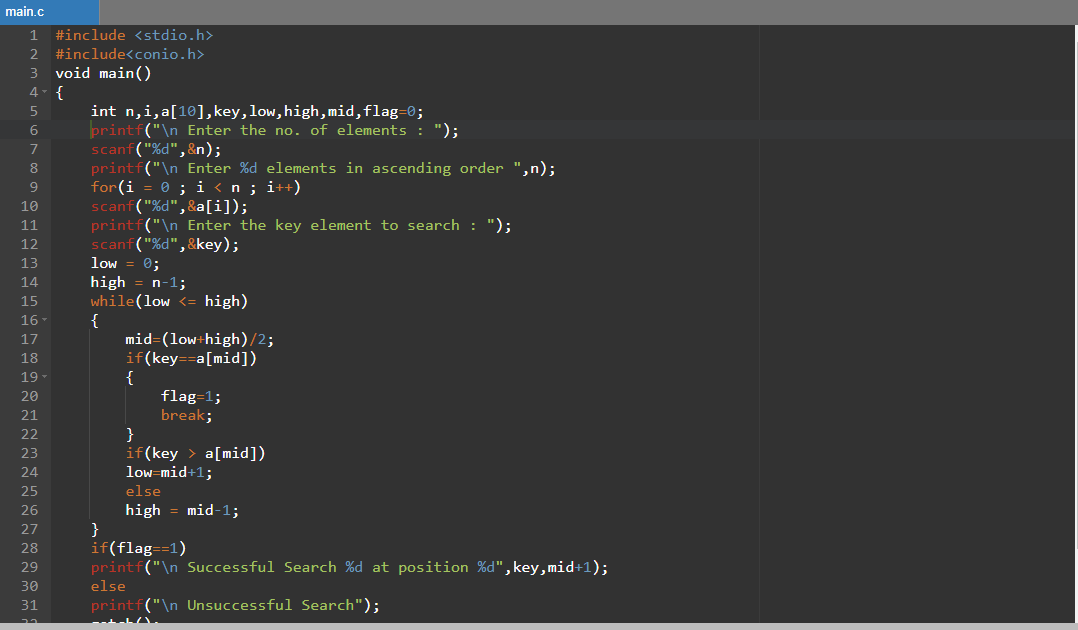 main.c
1 #include <stdio.h>
2 #include<conio.h>
3 void main()
4 {
5 int n,i,a[10],key,low,high,mid,flag=0;
6 printf("\n Enter the no. of elements : ");
7 scanf("%d",&n);
8 printf("\n Enter %d elements in ascending order ",n);
9 for(i = 0 ; i < n ; i++)
10 scanf("%d",&a[i]);
11 printf("\n Enter the key element to search : ");
12 scanf("%d",&key);
13 low = 0;
14 high = n-1;
15 while(low <= high)
16 {
17 mid=(low+high)/2;
18 if(key==a[mid])
19 {
20 flag=1;
21 break;
22 }
23 if(key > a[mid])
24 low=mid+1;
25 else
26 high = mid-1;
27 }
28 if(flag==1)
29 printf("\n Successful Search %d at position %d",key,mid+1);
30 else
31 printf("\n Unsuccessful Search");